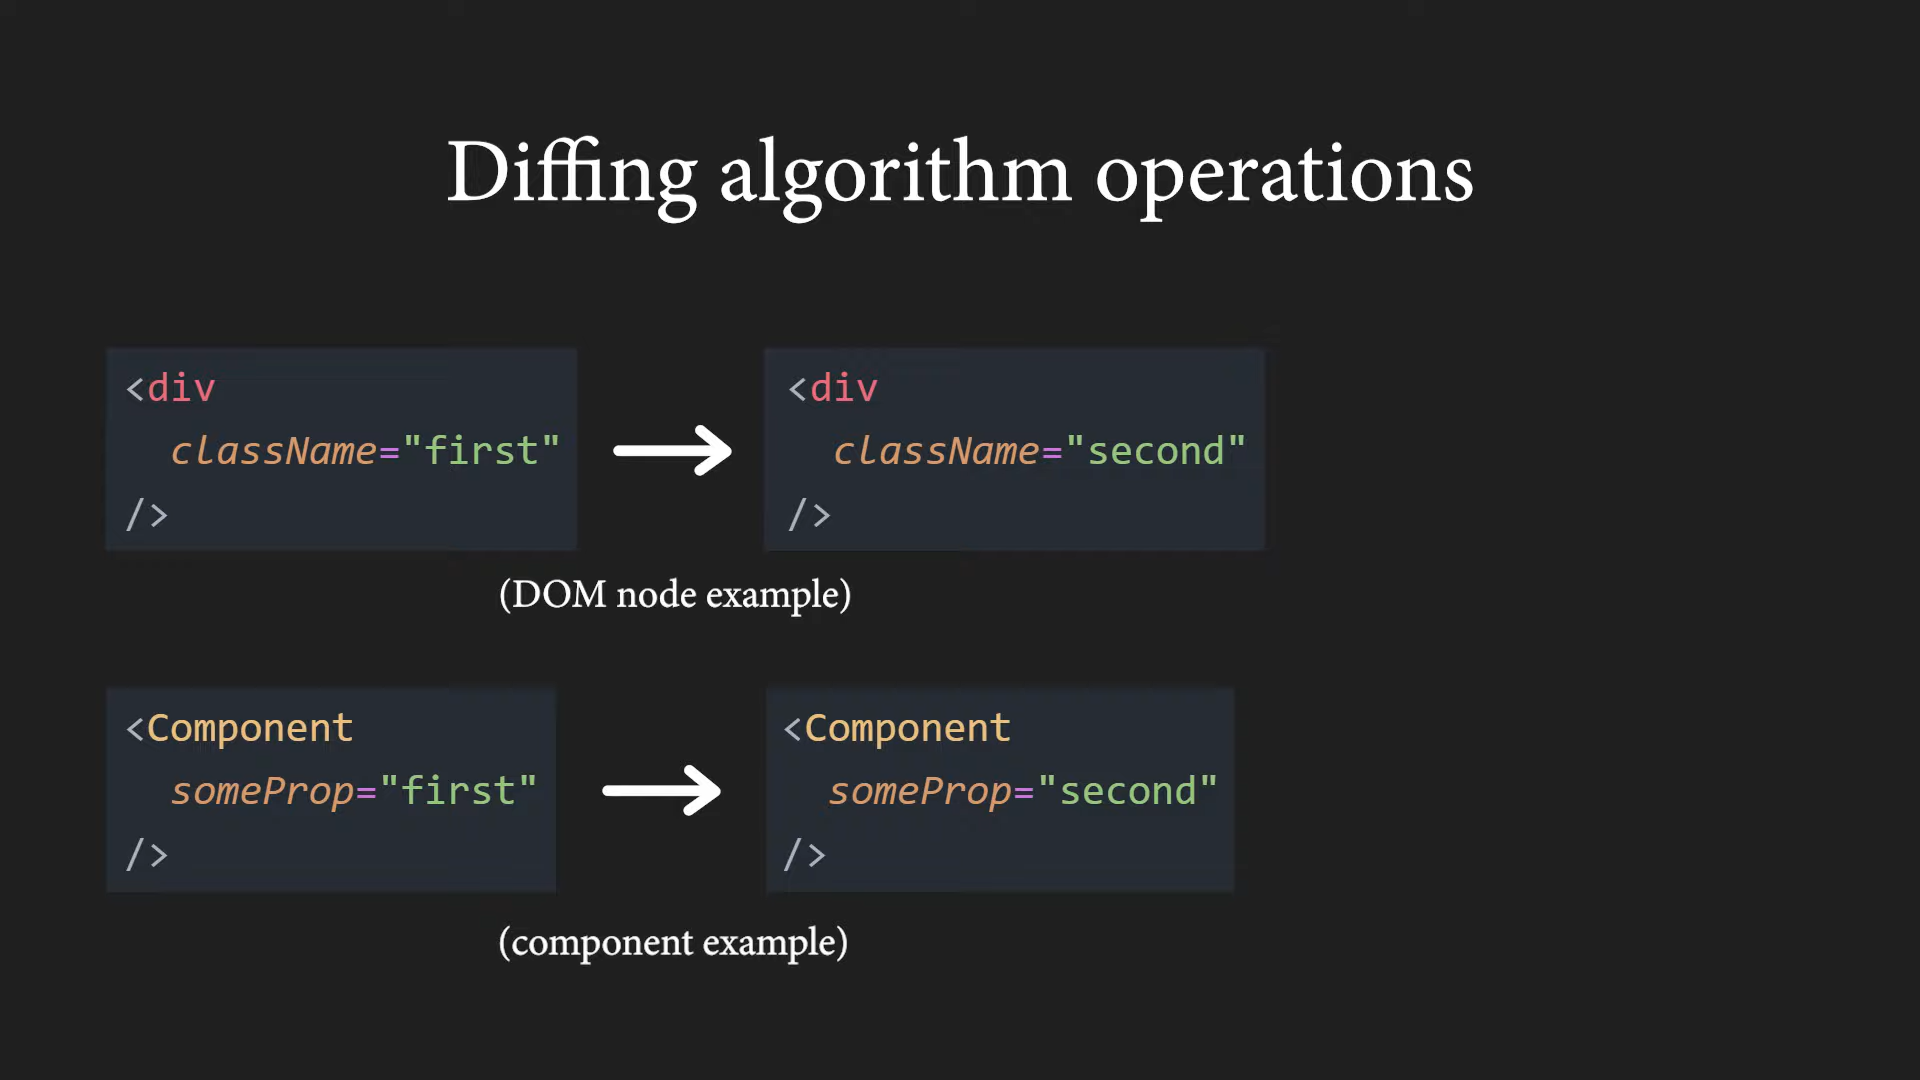 Diffing algorithm operations
<div
className="first"
/>
<div
className="second"
/>
(DOM node example)
<Component
someProp="first"
/>
<Component
someProp="second"
/>
(component example)